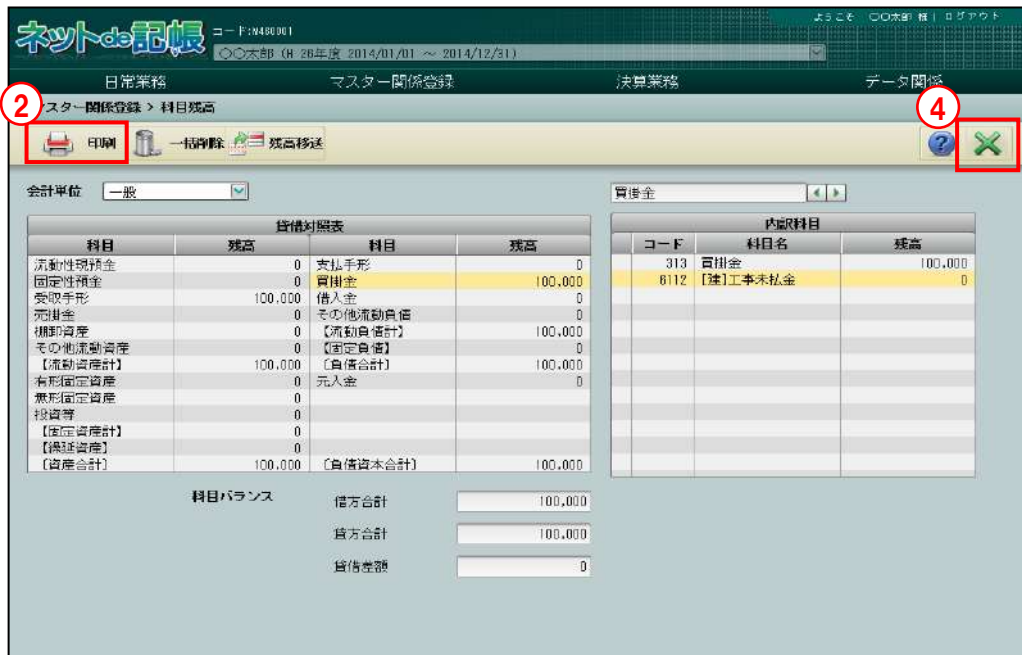 ようこそ 〇〇太郎 様 | ログアウト
ネットde記帳 コード:N480001
〇〇太郎 (H 26年度 2014/01/01 ～ 2014/12/31)
日常業務 マスター関係登録 決算業務 データ関係
② スター関係登録 > 科目残高 ④
印刷 一括削除 残高移送 ?
会計単位 一般 買掛金
貸借対照表 内訳科目
科目 残高 科目 残高 コード 科目名 残高
流動性現預金 0 支払手形 0 313 買掛金 100,000
固定性預金 0 買掛金 100,000 6112 [建]工事未払金 0
受取手形 100,000 借入金 0
売掛金 0 その他流動負債 0
棚卸資産 0 【流動負債計】 100,000
その他流動資産 0 【固定負債】 0
【流動資産計】 100,000 〔負債合計〕 100,000
有形固定資産 0 元入金 0
無形固定資産 0
投資等 0
【固定資産計】 0
【繰延資産】 0
〔資産合計〕 100,000 〔負債資本合計〕 100,000
科目バランス 借方合計 100,000
貸方合計 100,000
貸借差額 0